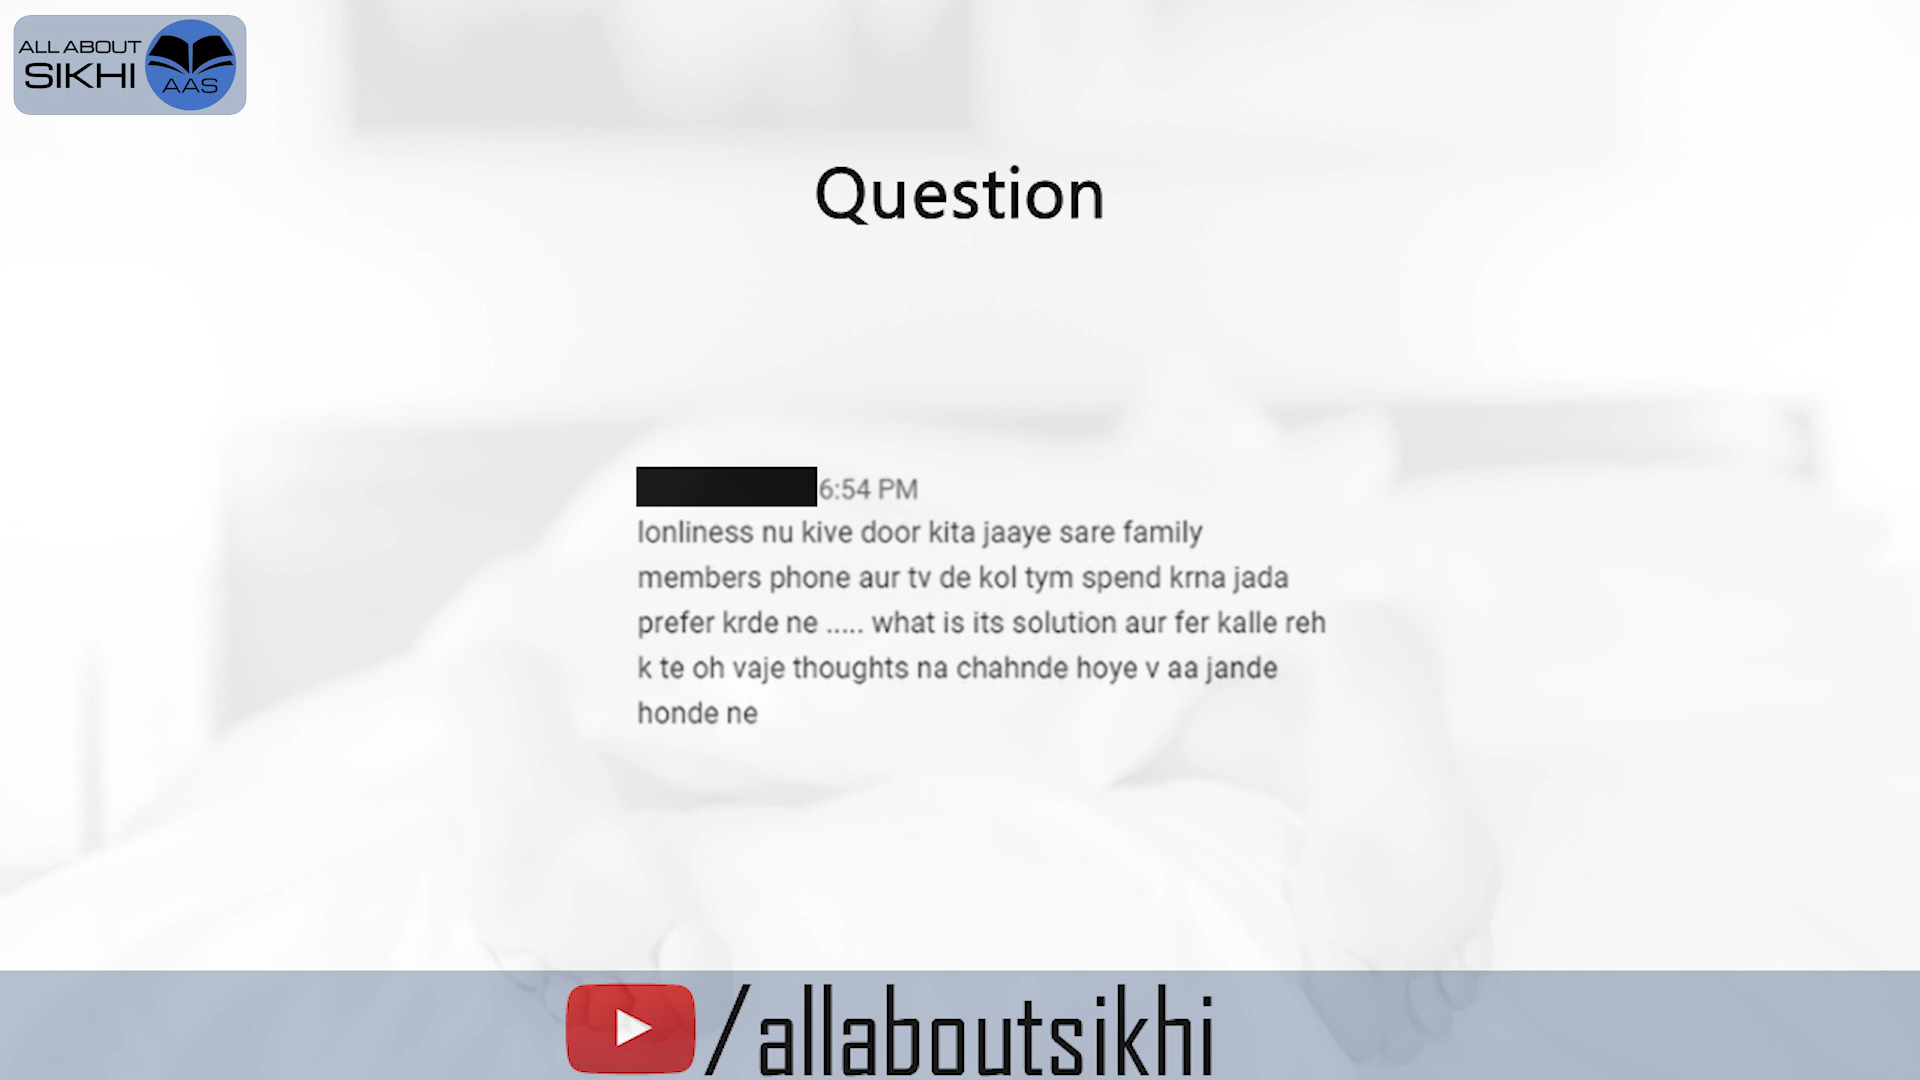 ALL ABOUT
SIKHI
AAS
Question
6:54 PM
lonliness nu kive door kita jaaye sare family
members phone aur tv de kol tym spend krna jada
prefer krde ne ..... what is its solution aur fer kalle reh
k te oh vaje thoughts na chahnde hoye v aa jande
honde ne
/allaboutsikhi